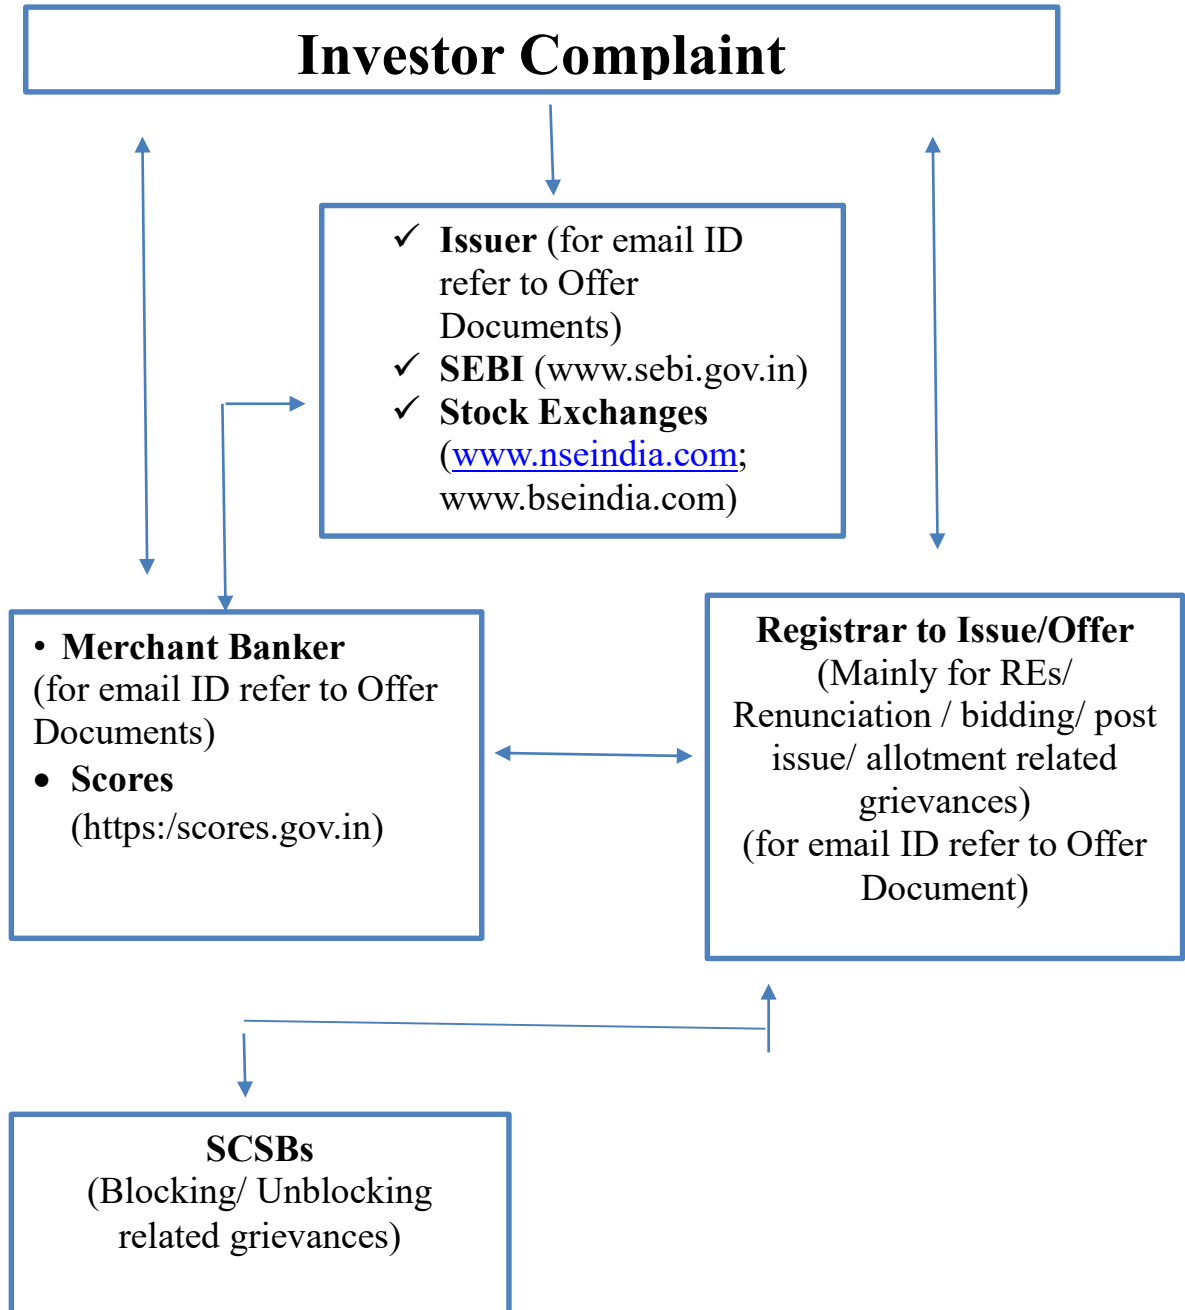 Investor Complaint
✓ Issuer (for email ID
refer to Offer
Documents)
✓ SEBI (www.sebi.gov.in)
✓ Stock Exchanges
(www.nseindia.com;
www.bseindia.com)
• Merchant Banker
(for email ID refer to Offer
Documents)
• Scores
(https:/scores.gov.in)
Registrar to Issue/Offer
(Mainly for REs/
Renunciation / bidding/ post
issue/ allotment related
grievances)
(for email ID refer to Offer
Document)
SCSBs
(Blocking/ Unblocking
related grievances)